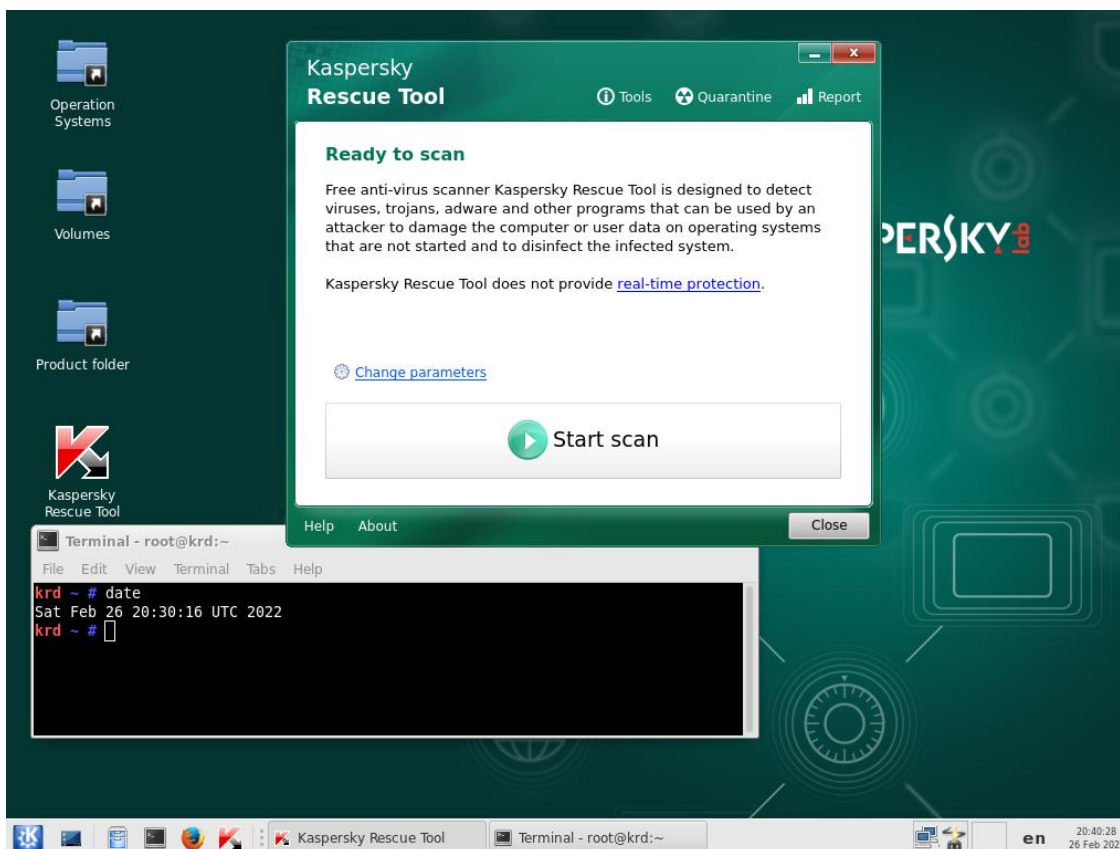 Operation
Systems
Volumes
Product folder
Kaspersky
Rescue Tool
Kaspersky
Rescue Tool
Tools
Quarantine
Report
Ready to scan
Free anti-virus scanner Kaspersky Rescue Tool is designed to detect
viruses, trojans, adware and other programs that can be used by an
attacker to damage the computer or user data on operating systems
that are not started and to disinfect the infected system.
Kaspersky Rescue Tool does not provide real-time protection.
Change parameters
Start scan
Help About
Close
PERSKY lab
Terminal - root@krd:~
File Edit View Terminal Tabs Help
krd ~ # date
Sat Feb 26 20:30:16 UTC 2022
krd ~ #
Kaspersky Rescue Tool
Terminal - root@krd:~
en
20:40:28
26 Feb 202